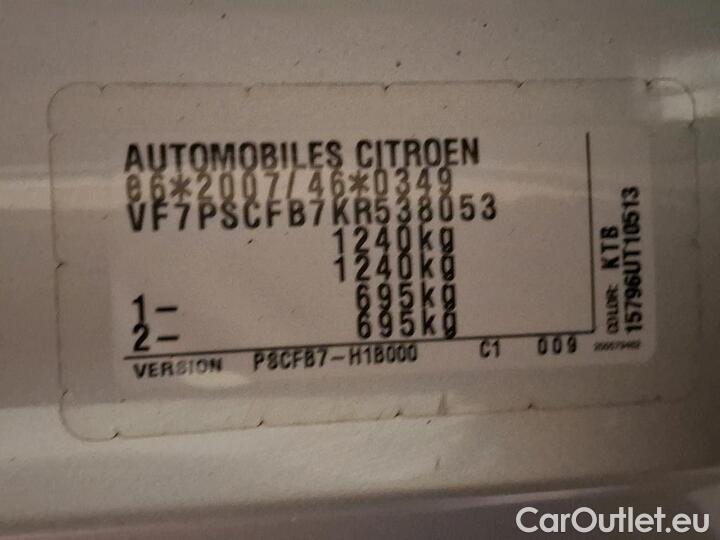 AUTOMOBILES CITROEN
e6*2007/46*0349
VF7PSCFB7KR538053
1240kg
1240kg
1- 695kg
2- 695kg
VERSION PSCFB7-H1B000 C1 009
COLOR: KTB
15796UT10513
CarOutlet.eu